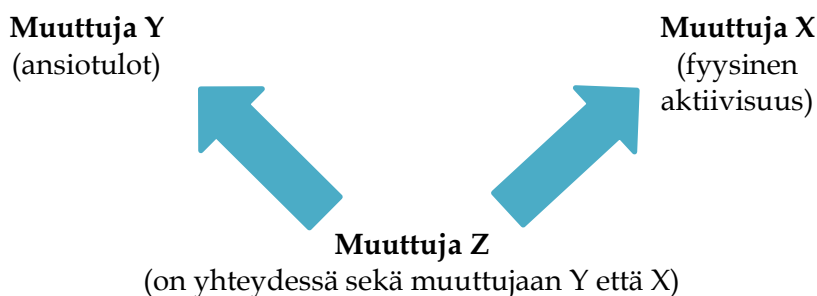 Muuttuja Y
(ansiotulot)
Muuttuja X
(fyysinen
aktiivisuus)
Muuttuja Z
(on yhteydessä sekä muuttujaan Y että X)